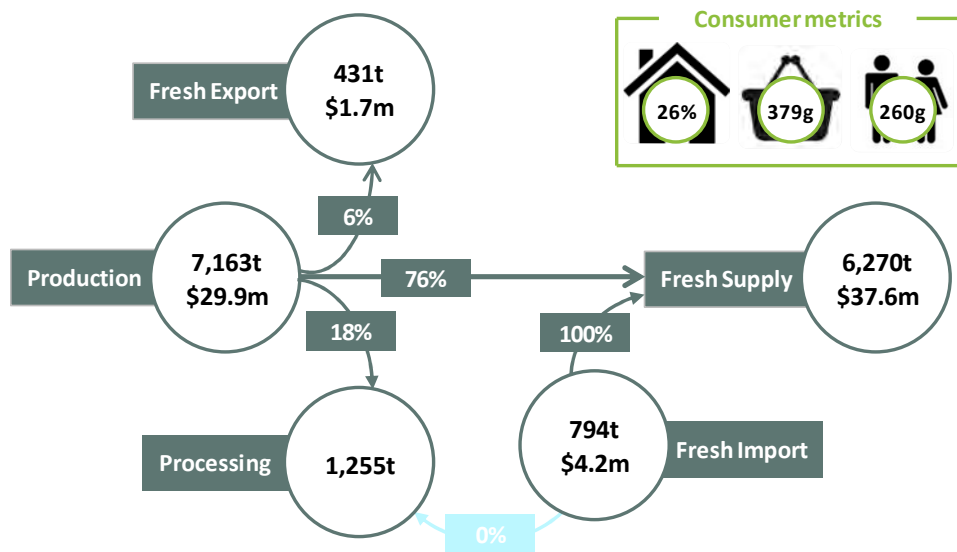 Consumer metrics
26%
379g
260g
Fresh Export
431t
$1.7m
6%
Production
7,163t
$29.9m
76%
Fresh Supply
6,270t
$37.6m
18%
100%
Processing
1,255t
794t
$4.2m
Fresh Import
0%